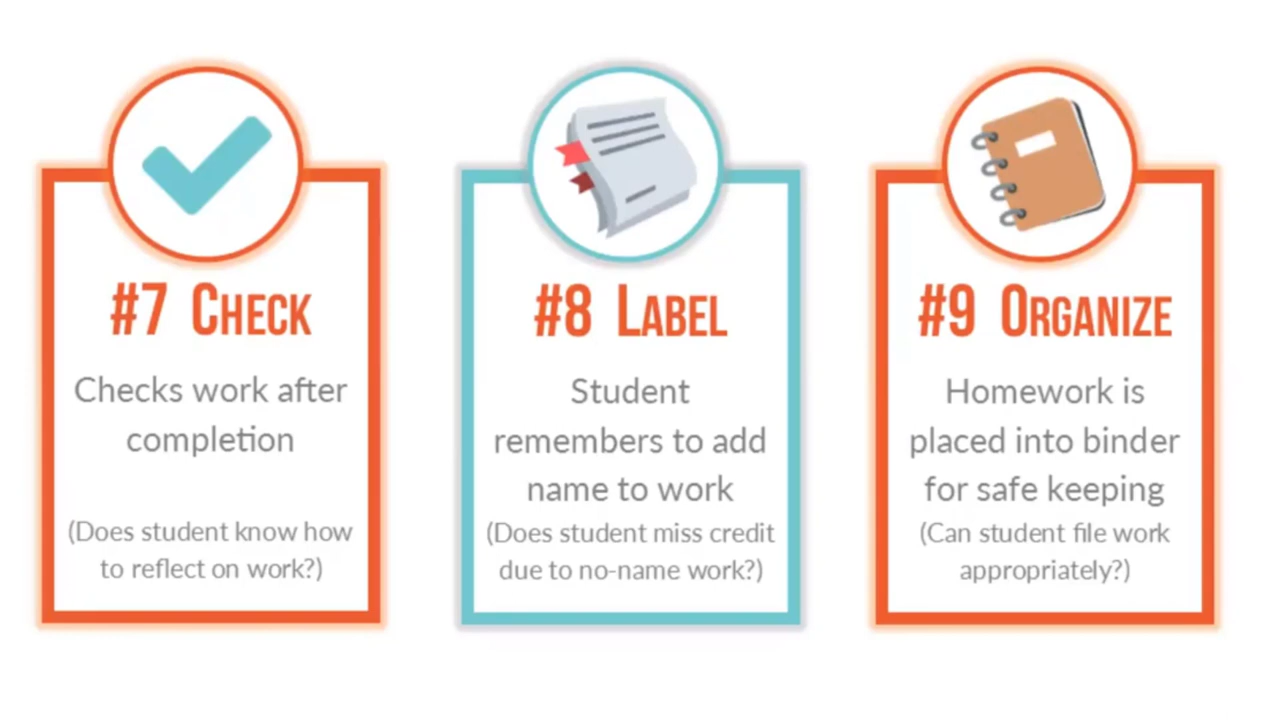 #7 Check
Checks work after
completion
(Does student know how
to reflect on work?)
#8 Label
Student
remembers to add
name to work
(Does student miss credit
due to no-name work?)
#9 Organize
Homework is
placed into binder
for safe keeping
(Can student file work
appropriately?)